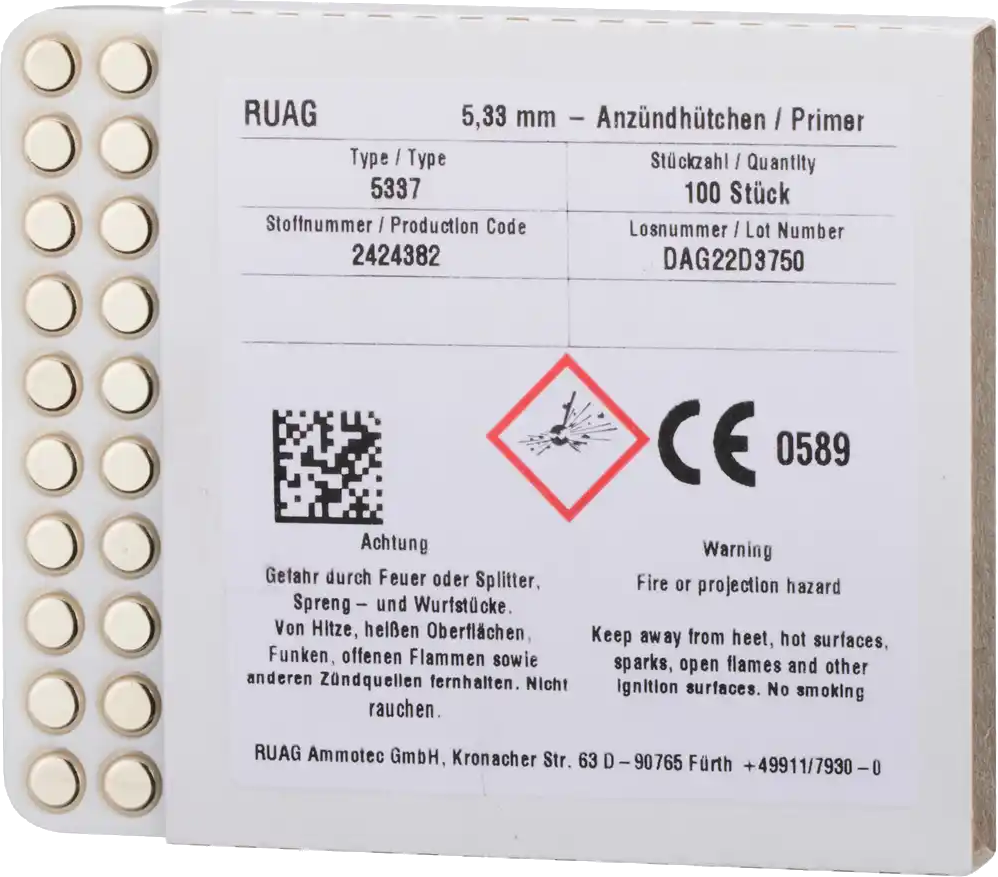 RUAG 5,33 mm – Anzündhütchen / Primer
Type / Type
5337
Stückzahl / Quantity
100 Stück
Stoffnummer / Production Code
2424382
Losnummer / Lot Number
DAG22D3750
CE 0589
Achtung
Gefahr durch Feuer oder Splitter,
Spreng – und Wurfstücke.
Von Hitze, heißen Oberflächen,
Funken, offenen Flammen sowie
anderen Zündquellen fernhalten. Nicht
rauchen.
Warning
Fire or projection hazard
Keep away from heet, hot surfaces,
sparks, open flames and other
ignition surfaces. No smoking
RUAG Ammotec GmbH, Kronacher Str. 63 D – 90765 Fürth +49911/7930 – 0